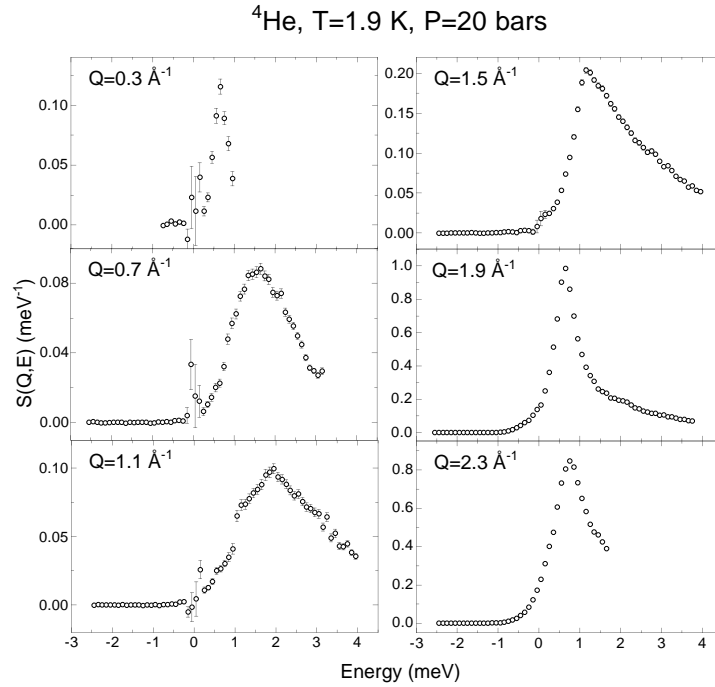 ⁴He, T=1.9 K, P=20 bars
Q=0.3 Å⁻¹
0.10
0.05
0.00
Q=0.7 Å⁻¹
0.08
0.04
0.00
Q=1.1 Å⁻¹
0.10
0.05
0.00
-3 -2 -1 0 1 2 3 4
Q=1.5 Å⁻¹
0.20
0.15
0.10
0.05
0.00
Q=1.9 Å⁻¹
1.0
0.8
0.6
0.4
0.2
0.0
Q=2.3 Å⁻¹
0.8
0.6
0.4
0.2
0.0
-3 -2 -1 0 1 2 3 4
S(Q,E) (meV⁻¹)
Energy (meV)